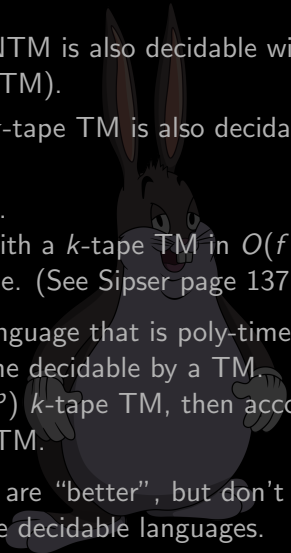 NTM is also decidable wi
TM).
-tape TM is also decida
.
ith a k-tape TM in O(f
e. (See Sipser page 137
nguage that is poly-time
ne decidable by a TM.
) k-tape TM, then acco
TM.
are “better”, but don’t
e decidable languages.